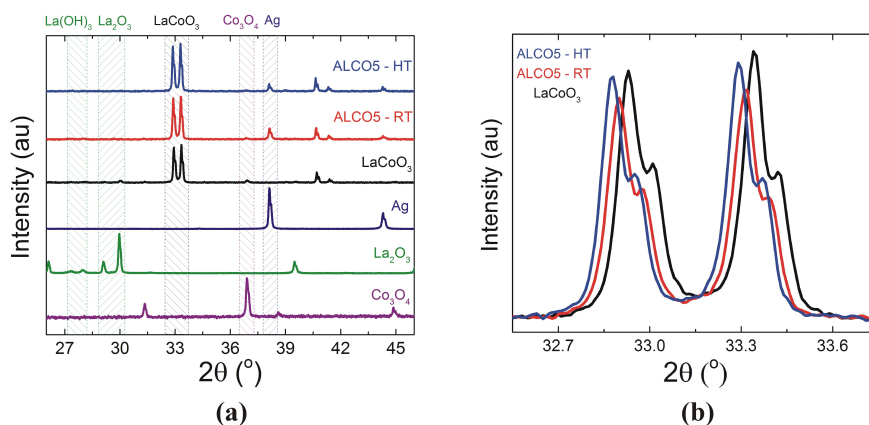 La(OH)₃ La₂O₃ LaCoO₃ Co₃O₄ Ag
ALCO5 - HT
ALCO5 - RT
LaCoO₃
Ag
La₂O₃
Co₃O₄
Intensity (au)
27 30 33 36 39 42 45
2θ (°)
(a)
ALCO5 - HT
ALCO5 - RT
LaCoO₃
Intensity (au)
32.7 33.0 33.3 33.6
2θ (°)
(b)